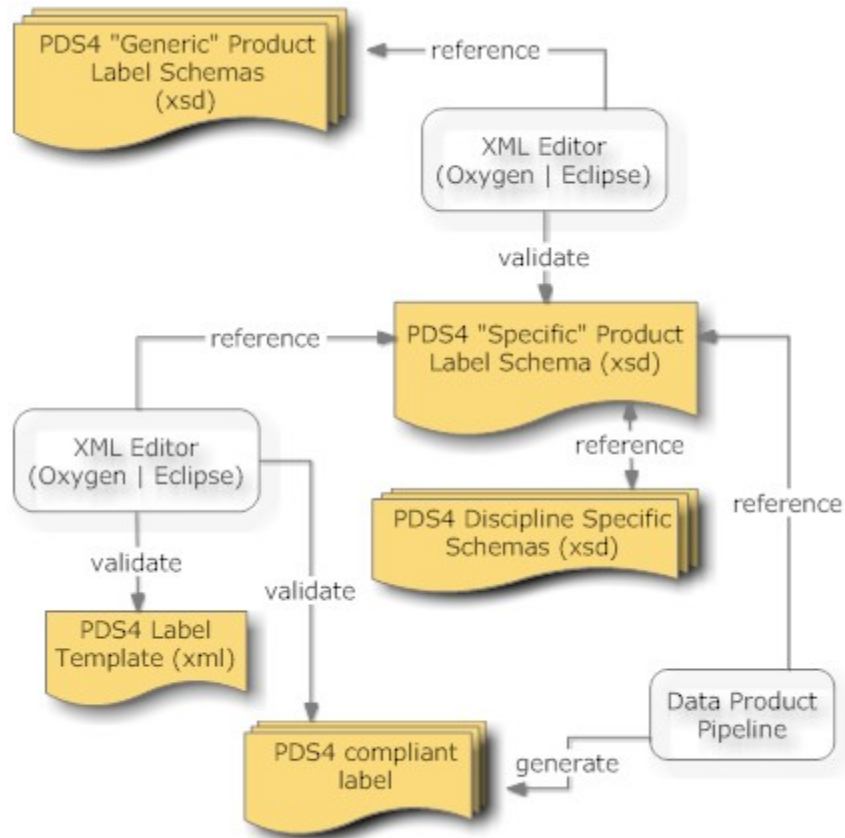 PDS4 "Generic" Product
Label Schemas
(xsd)
reference
XML Editor
(Oxygen | Eclipse)
validate
reference
PDS4 "Specific" Product
Label Schema (xsd)
XML Editor
(Oxygen | Eclipse)
reference
PDS4 Discipline Specific
Schemas (xsd)
reference
validate
validate
PDS4 Label
Template (xml)
Data Product
Pipeline
PDS4 compliant
label
generate